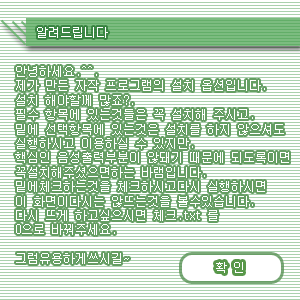 알려드립니다
안녕하세요.^^.
제가 만든 자작 프로그램의 설치 옵션입니다.
설치 해야할께 많죠?,
필수 항목에 있는것들은 꼭 설치해 주시고.
밑에 선택항목에 있는것은 설치를 하지 않으셔도
실행하시고 이용하실 수 있지만.
핵심인 음성출력부분이 안돼기 때문에 되도록이면
꼭설치해주셨으면하는 바램입니다.
밑에체크하는것을 체크하시고다시 실행하시면
이 화면이다시는 안뜨는것을 볼수있습니다.
다시 뜨게 하고싶으시면 체크.txt 를
0으로 바꿔주세요.
그럼유용하게쓰시길~
확 인